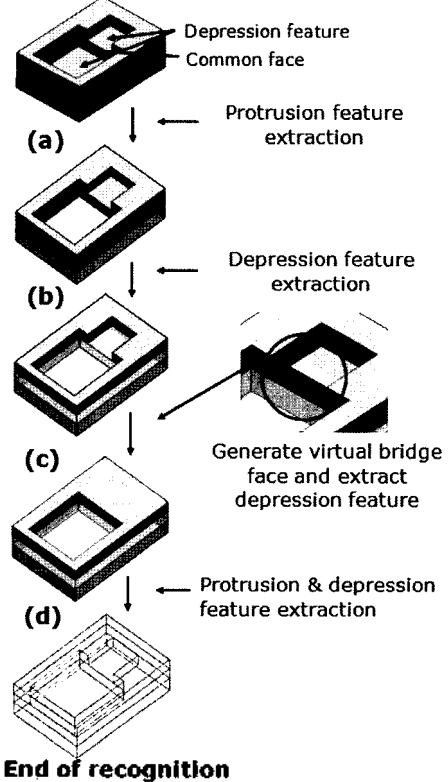 Depression feature
Common face
(a)
Protrusion feature
extraction
(b)
Depression feature
extraction
(c)
Generate virtual bridge
face and extract
depression feature
(d)
Protrusion & depression
feature extraction
End of recognition